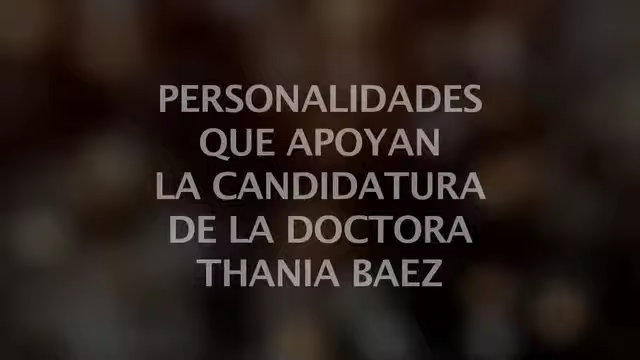 PERSONALIDADES
QUE APOYAN
LA CANDIDATURA
DE LA DOCTORA
THANIA BAEZ